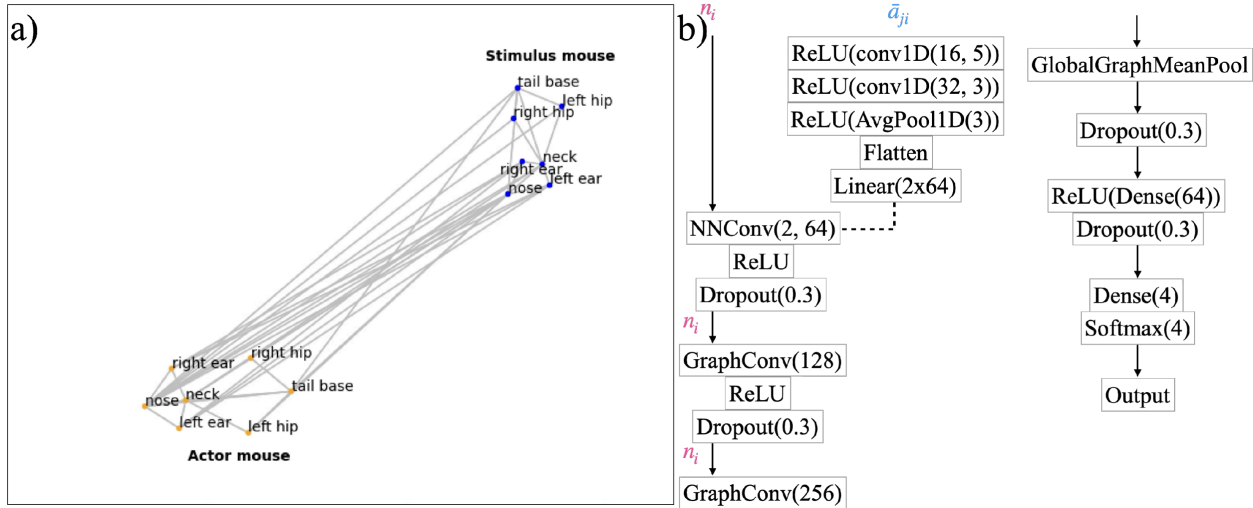 a)
Stimulus mouse
tail base
left hip
right hip
neck
right ear
left ear
nose
right ear
right hip
tail base
nose
neck
left ear
left hip
Actor mouse
b)
n_i
ā_ji
ReLU(conv1D(16, 5))
ReLU(conv1D(32, 3))
ReLU(AvgPool1D(3))
Flatten
Linear(2x64)
NNConv(2, 64)
ReLU
Dropout(0.3)
n_i
GraphConv(128)
ReLU
Dropout(0.3)
n_i
GraphConv(256)
GlobalGraphMeanPool
Dropout(0.3)
ReLU(Dense(64))
Dropout(0.3)
Dense(4)
Softmax(4)
Output